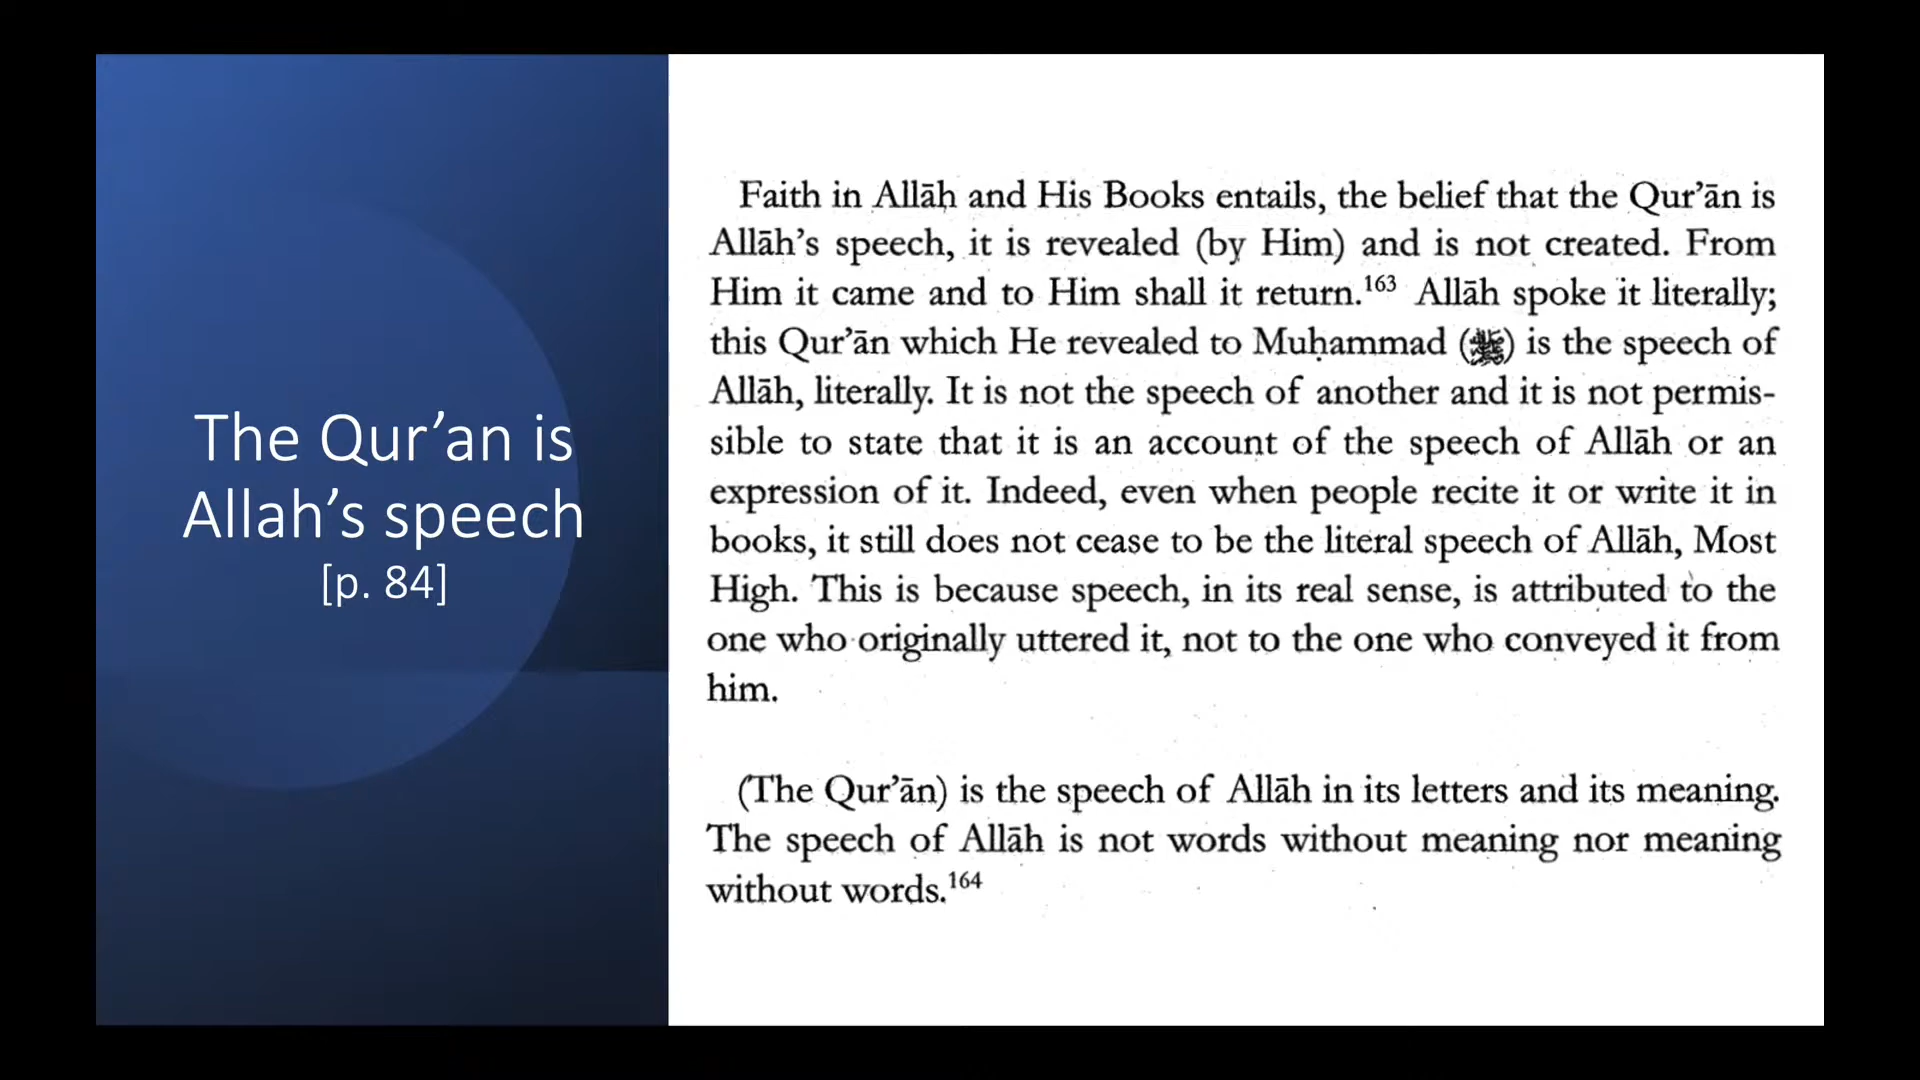 The Qur’an is
Allah’s speech
[p. 84]
Faith in Allāh and His Books entails, the belief that the Qur’ān is
Allāh’s speech, it is revealed (by Him) and is not created. From
Him it came and to Him shall it return.¹⁶³ Allāh spoke it literally;
this Qur’ān which He revealed to Muḥammad (ﷺ) is the speech of
Allāh, literally. It is not the speech of another and it is not permis-
sible to state that it is an account of the speech of Allāh or an
expression of it. Indeed, even when people recite it or write it in
books, it still does not cease to be the literal speech of Allāh, Most
High. This is because speech, in its real sense, is attributed to the
one who originally uttered it, not to the one who conveyed it from
him.
(The Qur’ān) is the speech of Allāh in its letters and its meaning.
The speech of Allāh is not words without meaning nor meaning
without words.¹⁶⁴